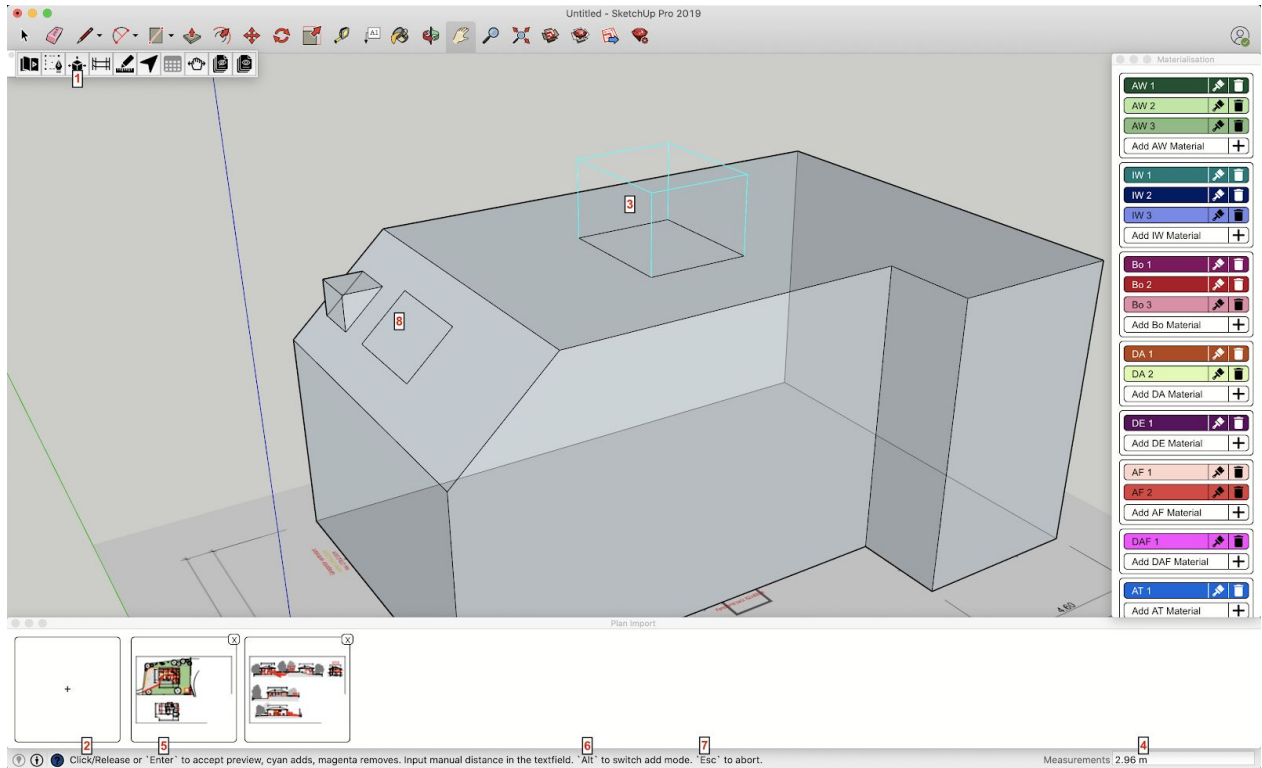 Untitled - SketchUp Pro 2019
A1
1
Materialisation
AW 1
AW 2
AW 3
Add AW Material
IW 1
IW 2
IW 3
Add IW Material
Bo 1
Bo 2
Bo 3
Add Bo Material
DA 1
DA 2
Add DA Material
DE 1
Add DE Material
AF 1
AF 2
Add AF Material
DAF 1
Add DAF Material
AT 1
Add AT Material
3
8
4.60
Plan Import
+
X
X
2
5
6
7
4
Click/Release or `Enter` to accept preview, cyan adds, magenta removes. Input manual distance in the textfield. `Alt` to switch add mode. `Esc` to abort.
Measurements 2.96 m